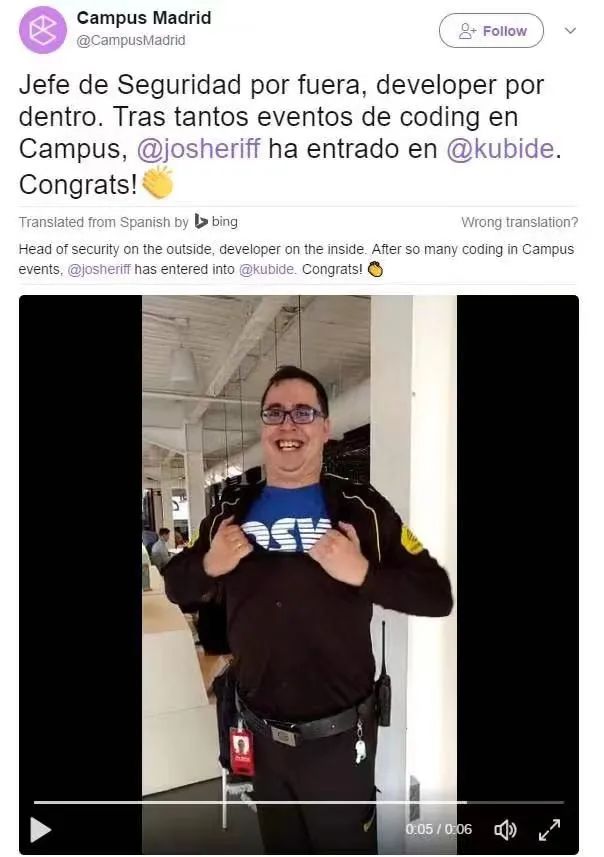 Campus Madrid
@CampusMadrid
Follow
Jefe de Seguridad por fuera, developer por
dentro. Tras tantos eventos de coding en
Campus, @josheriff ha entrado en @kubide.
Congrats!👏
Translated from Spanish by bing
Wrong translation?
Head of security on the outside, developer on the inside. After so many coding in Campus
events, @josheriff has entered into @kubide. Congrats! 👏
0:05 / 0:06